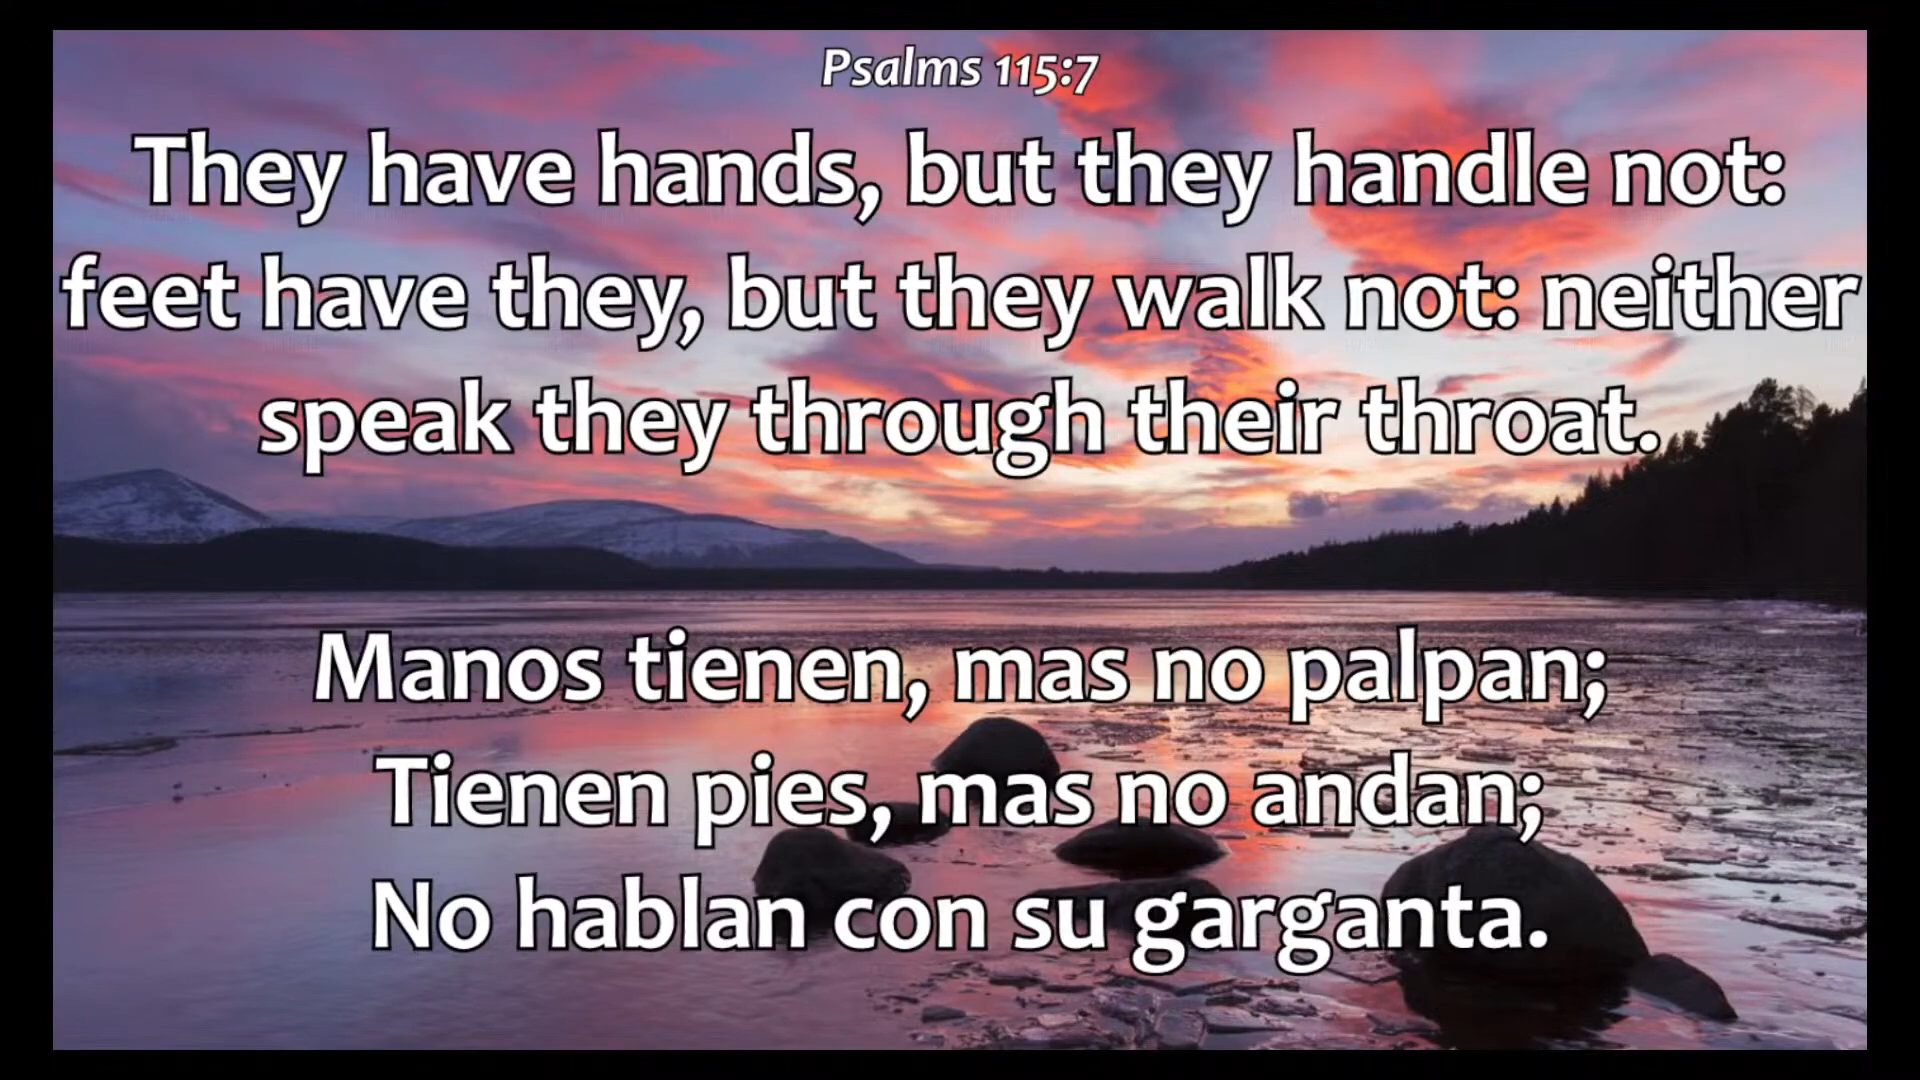 Psalms 115:7
They have hands, but they handle not:
feet have they, but they walk not: neither
speak they through their throat.
Manos tienen, mas no palpan;
Tienen pies, mas no andan;
No hablan con su garganta.